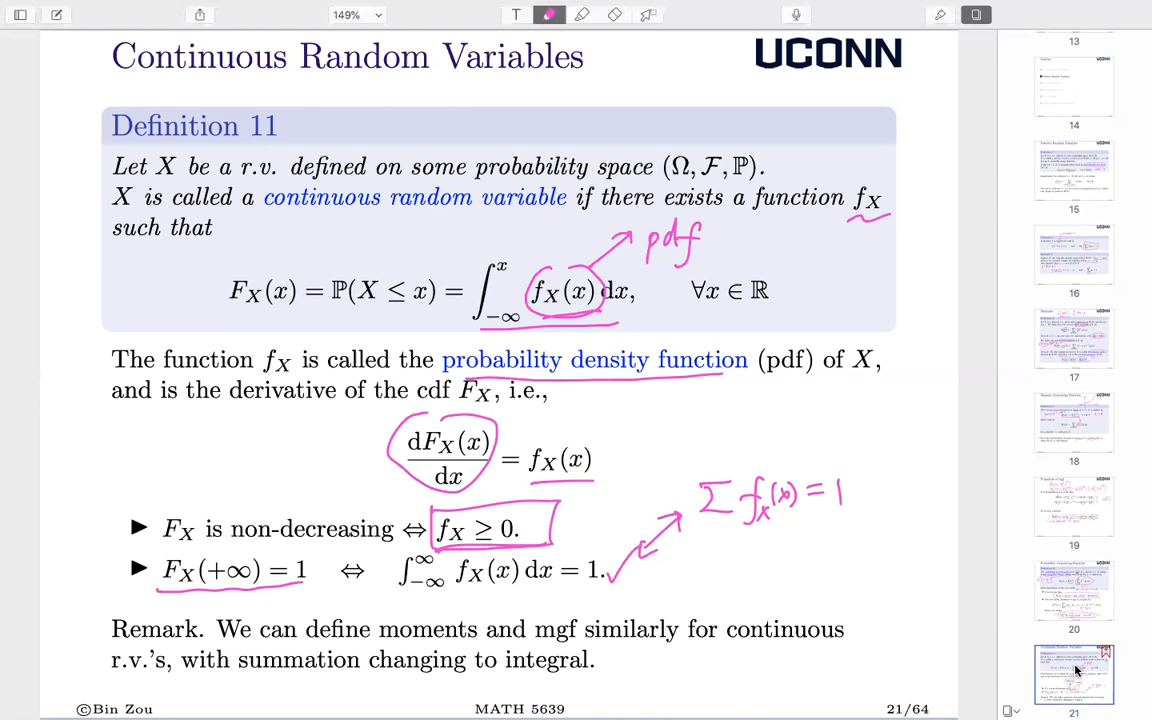 149%
T
Continuous Random Variables
UCONN
Definition 11
Let X be a r.v. defined on some probability space (Ω, ℱ, ℙ).
X is called a continuous random variable if there exists a function f_X
such that
pdf
F_X(x) = ℙ(X ≤ x) = ∫_{−∞}^{x} f_X(x) dx, ∀x ∈ ℝ
The function f_X is called the probability density function (pdf) of X,
and is the derivative of the cdf F_X, i.e.,
dF_X(x)/dx = f_X(x)
Σ f_X(x) = 1
▶ F_X is non-decreasing ⇔ f_X ≥ 0.
▶ F_X(+∞) = 1 ⇔ ∫_{−∞}^{∞} f_X(x) dx = 1.
Remark. We can define moments and mgf similarly for continuous
r.v.'s, with summation changing to integral.
©Bin Zou
MATH 5639
21/64
13
14
15
16
17
18
19
20
21